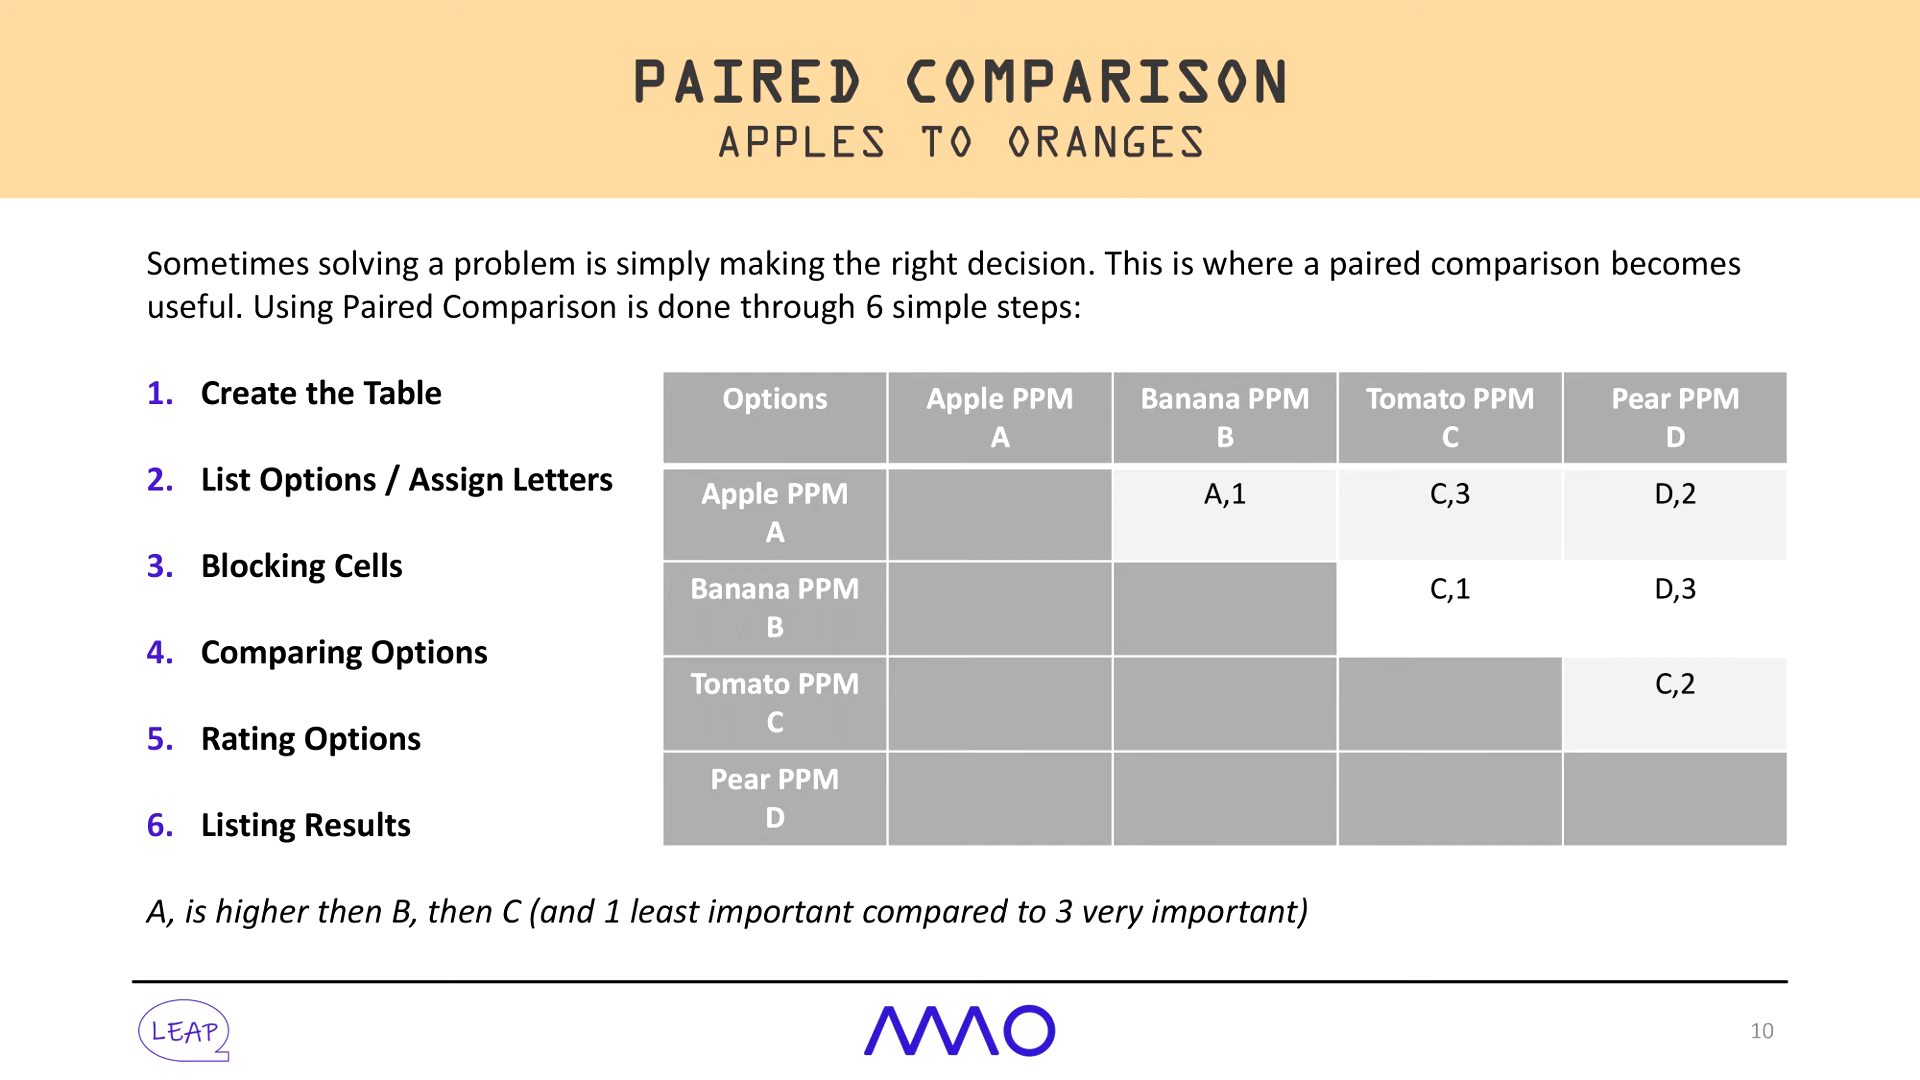 PAIRED COMPARISON
APPLES TO ORANGES
Sometimes solving a problem is simply making the right decision. This is where a paired comparison becomes
useful. Using Paired Comparison is done through 6 simple steps:
1. Create the Table
2. List Options / Assign Letters
3. Blocking Cells
4. Comparing Options
5. Rating Options
6. Listing Results
Options
Apple PPM
A
Banana PPM
B
Tomato PPM
C
Pear PPM
D
Apple PPM
A
A,1
C,3
D,2
Banana PPM
B
C,1
D,3
Tomato PPM
C
C,2
Pear PPM
D
A, is higher then B, then C (and 1 least important compared to 3 very important)
LEAP
AMO
10